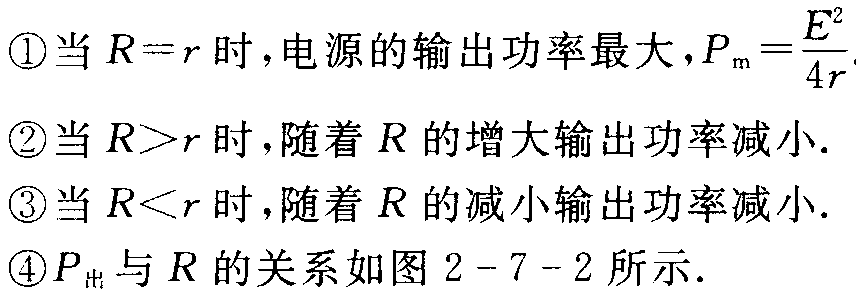 ①当 R=r 时,电源的输出功率最大,Pₘ=E²/4r.
②当 R>r 时,随着 R 的增大输出功率减小.
③当 R<r 时,随着 R 的减小输出功率减小.
④P出与 R 的关系如图 2-7-2 所示.